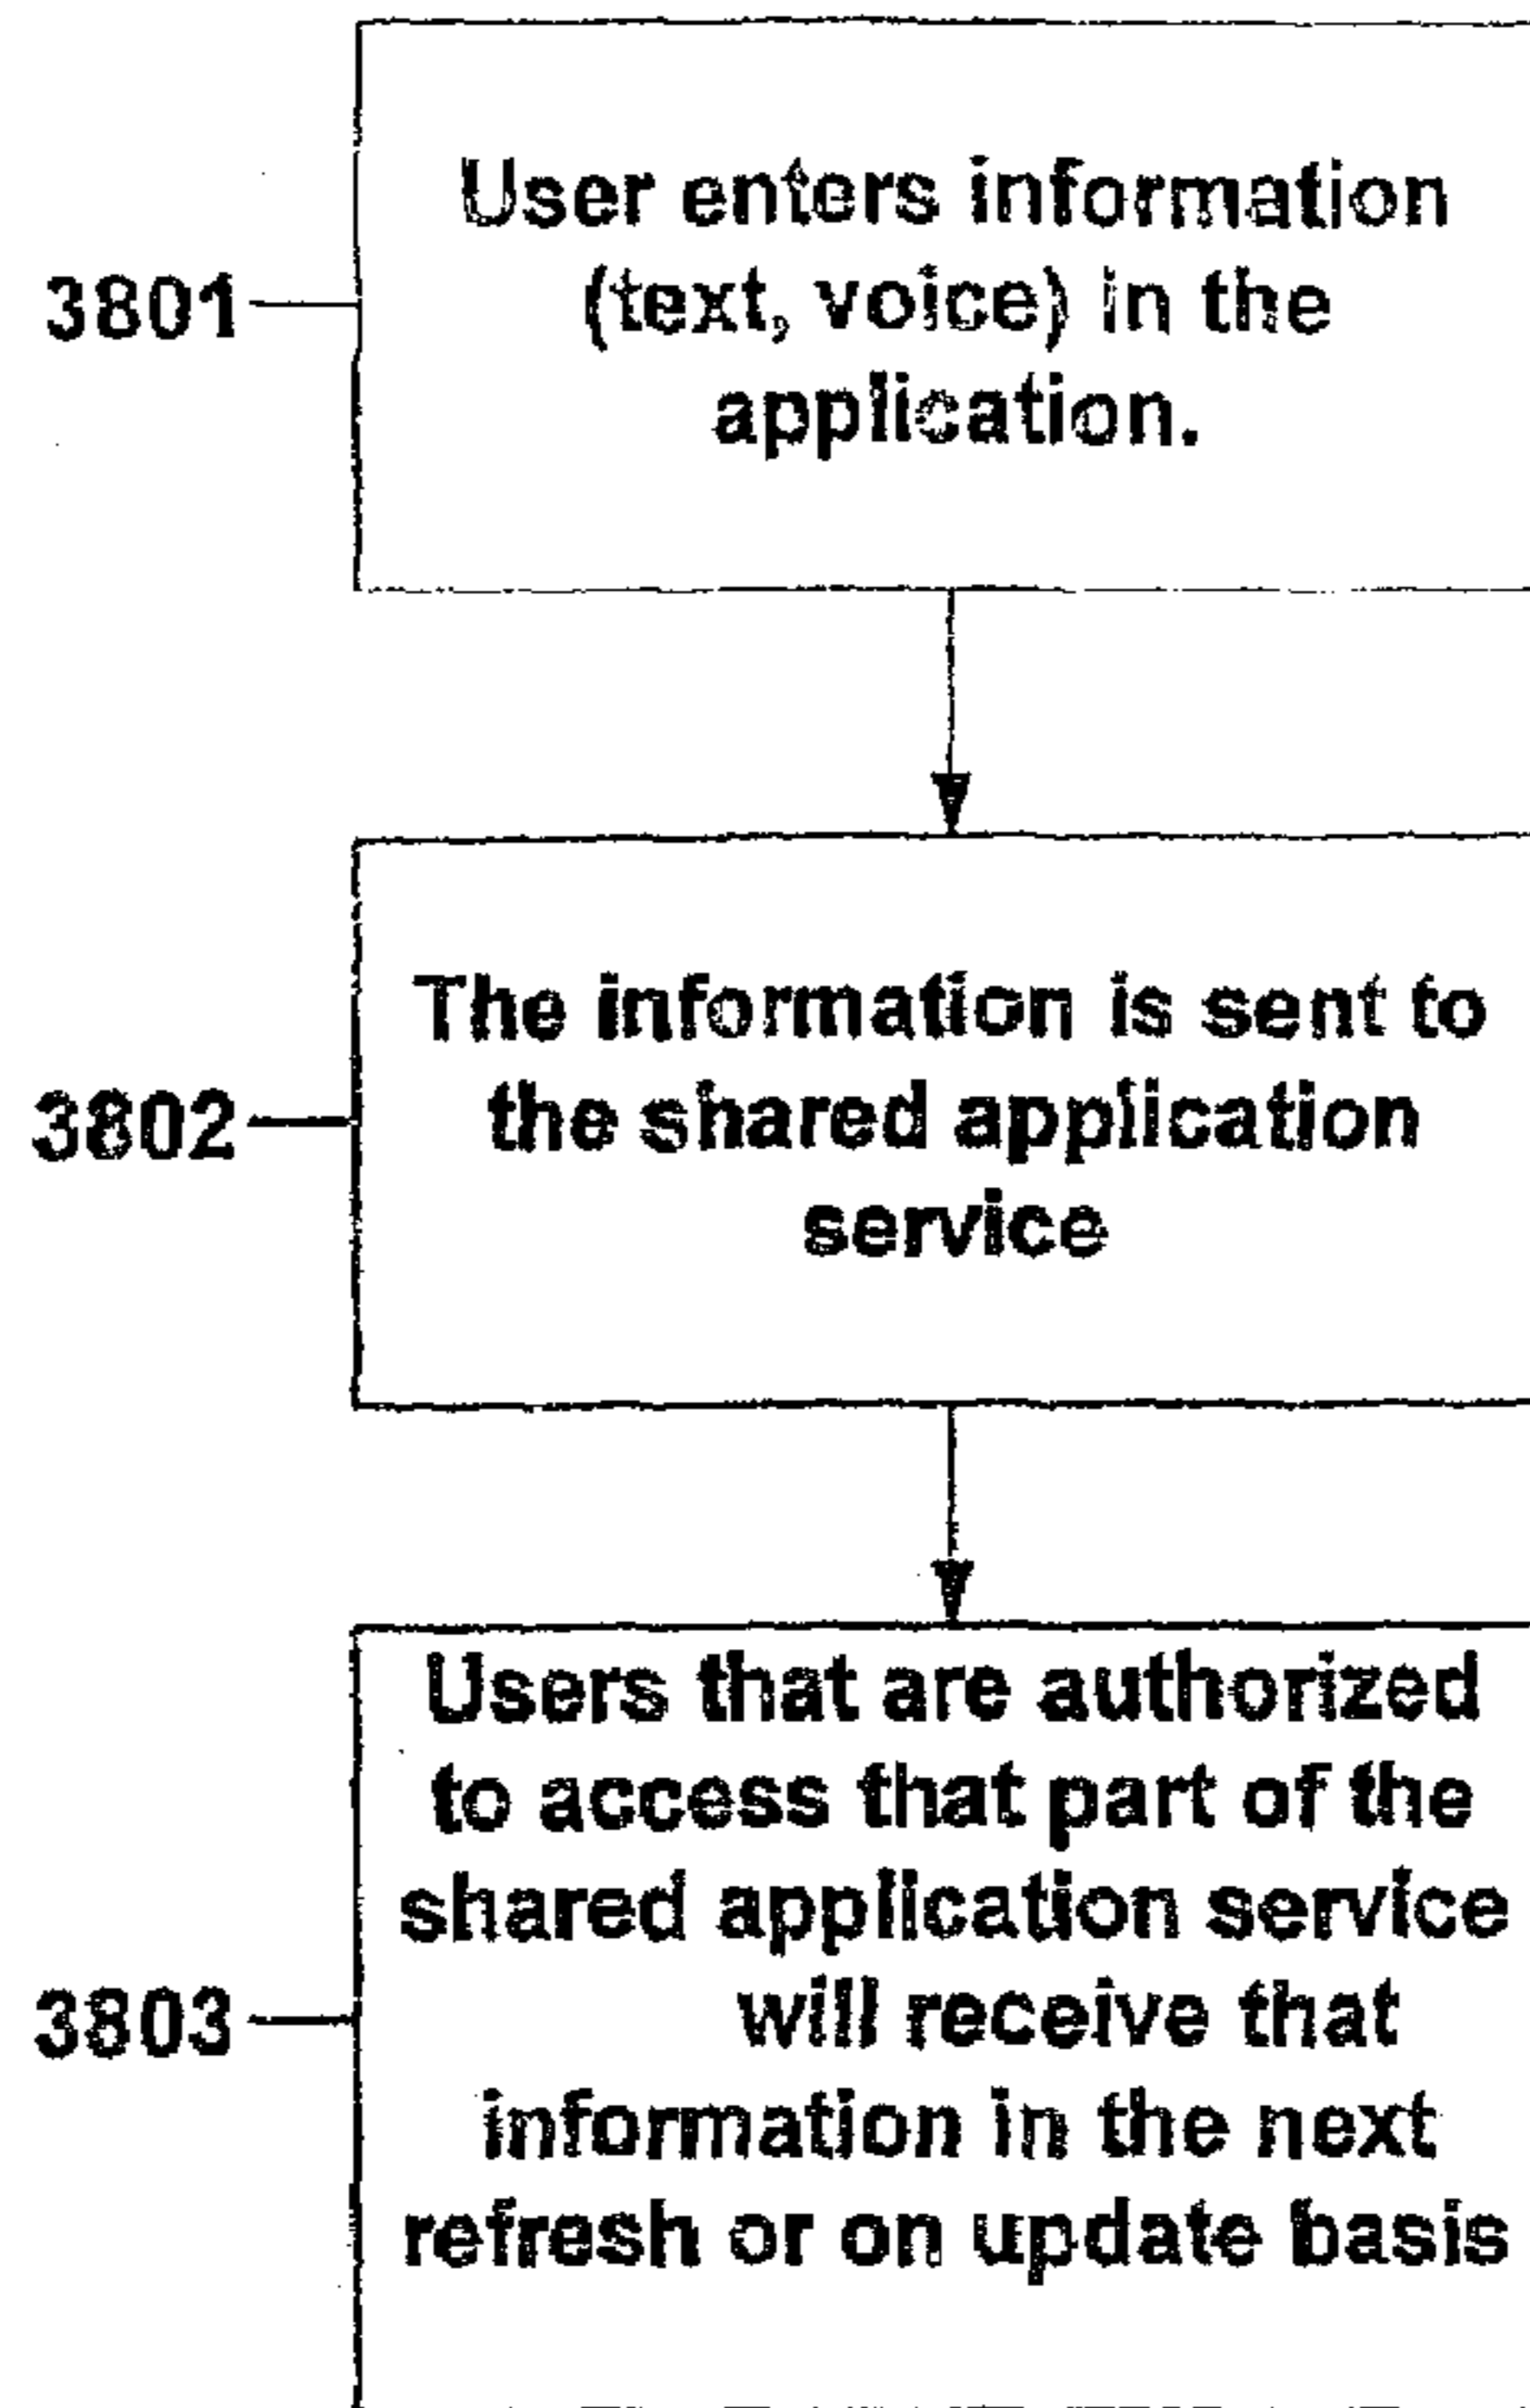 User enters information
3801
(text, voice) in the
application.
The information is sent to
3802
the shared application
service
Users that are authorized
to access that part of the
shared application service
3803
will receive that
information in the next
refresh or on update basis